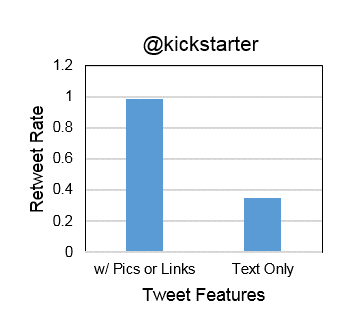 @kickstarter
Retweet Rate
1.2
1
0.8
0.6
0.4
0.2
0
w/ Pics or Links
Text Only
Tweet Features